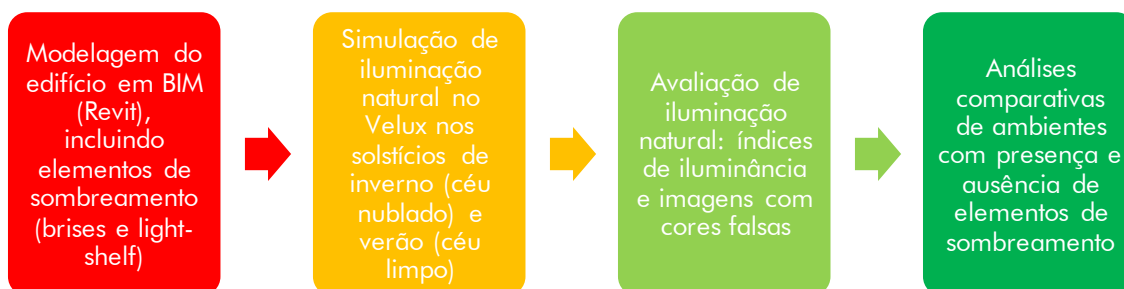 Modelagem do
edifício em BIM
(Revit),
incluindo
elementos de
sombreamento
(brises e light-
shelf)
Simulação de
iluminação
natural no
Velux nos
solstícios de
inverno (céu
nublado) e
verão (céu
limpo)
Avaliação de
iluminação
natural: índices
de iluminância
e imagens com
cores falsas
Análises
comparativas
de ambientes
com presença e
ausência de
elementos de
sombreamento